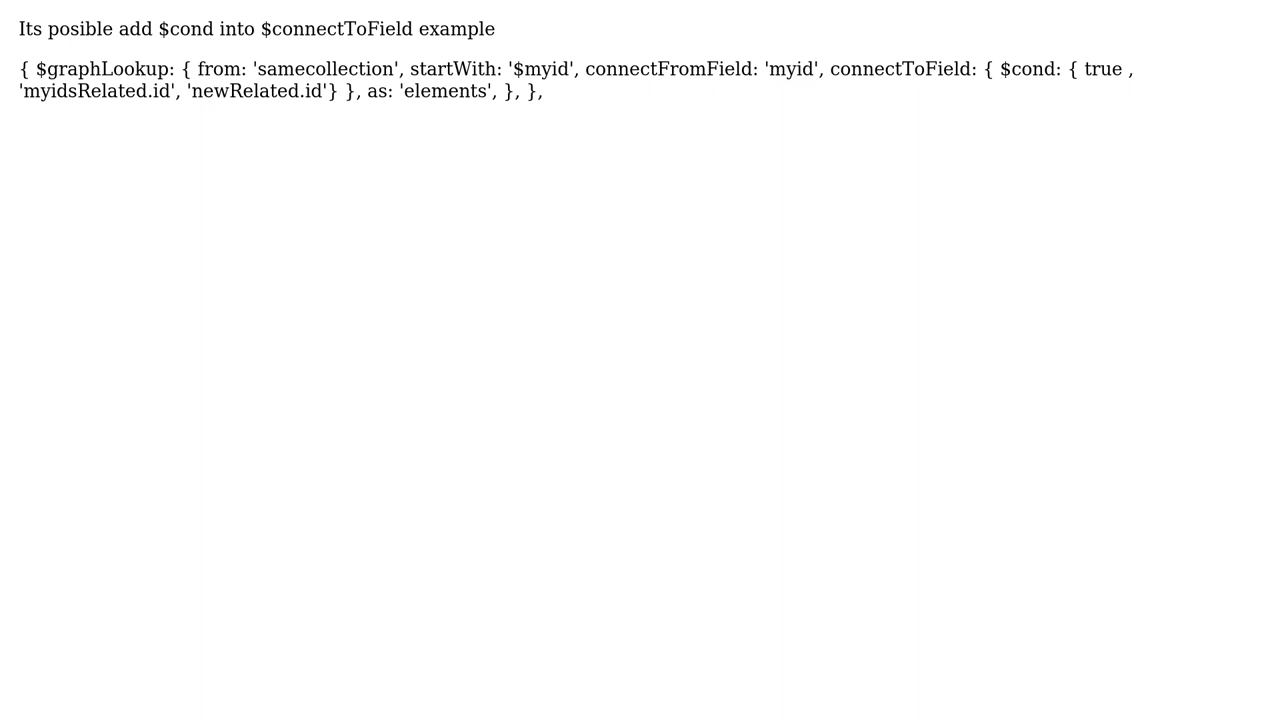 Its posible add $cond into $connectToField example
{ $graphLookup: { from: 'samecollection', startWith: '$myid', connectFromField: 'myid', connectToField: { $cond: { true ,
'myidsRelated.id', 'newRelated.id'} }, as: 'elements', }, },